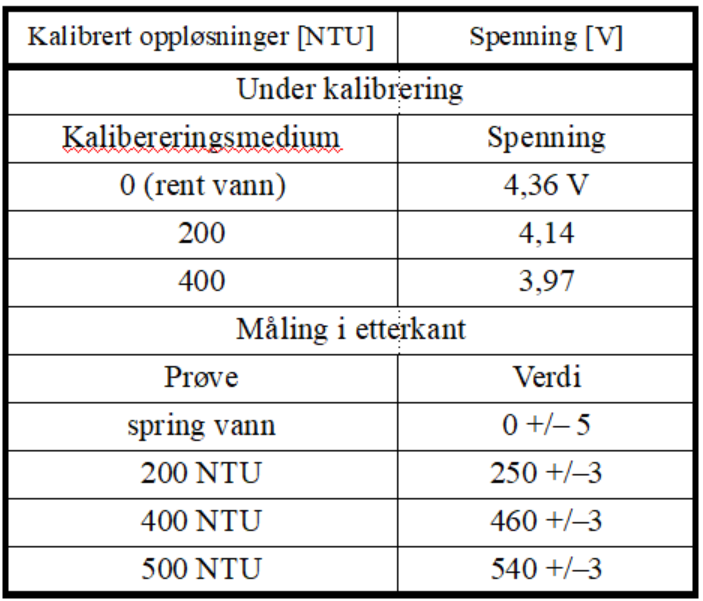 Kalibrert oppløsninger [NTU] Spenning [V]
Under kalibrering
Kalibereringsmedium Spenning
0 (rent vann) 4,36 V
200 4,14
400 3,97
Måling i etterkant
Prøve Verdi
spring vann 0 +/– 5
200 NTU 250 +/–3
400 NTU 460 +/–3
500 NTU 540 +/–3